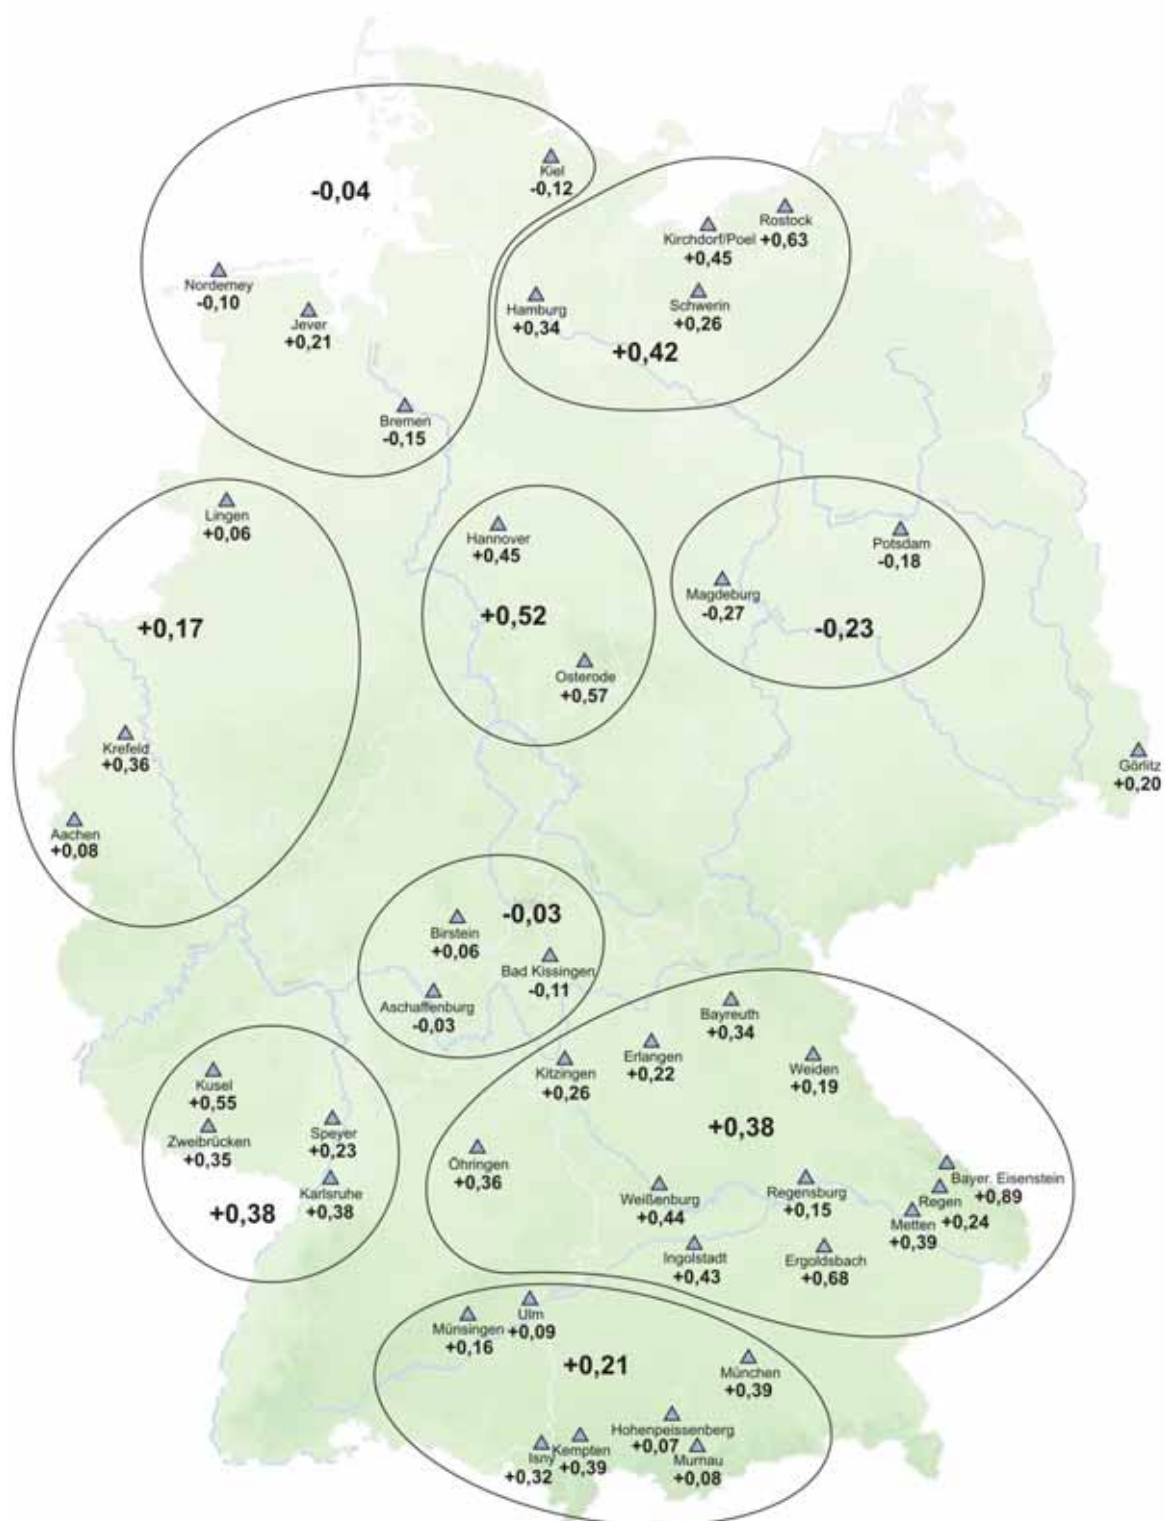 Kiel
-0,12
-0,04
Rostock
+0,63
Kirchdorf/Poel
+0,45
Norderney
-0,10
Jever
+0,21
Hamburg
+0,34
Schwerin
+0,26
+0,42
Bremen
-0,15
Lingen
+0,06
Hannover
+0,45
Potsdam
-0,18
Magdeburg
-0,27
+0,17
+0,52
-0,23
Osterode
+0,57
Krefeld
+0,36
Görlitz
+0,20
Aachen
+0,08
-0,03
Birstein
+0,06
Bad Kissingen
-0,11
Aschaffenburg
-0,03
Bayreuth
+0,34
Erlangen
+0,22
Kitzingen
+0,26
Weiden
+0,19
Kusel
+0,55
+0,38
Zweibrücken
+0,35
Speyer
+0,23
Öhringen
+0,36
Karlsruhe
+0,38
Weißenburg
+0,44
Regensburg
+0,15
Bayer. Eisenstein
+0,89
Regen
+0,24
Metten
+0,39
+0,38
Ingolstadt
+0,43
Ergoldsbach
+0,68
Ulm
+0,09
Münsingen
+0,16
+0,21
München
+0,39
Hohenpeissenberg
+0,07
Kempten
+0,39
Isny
+0,32
Murnau
+0,08